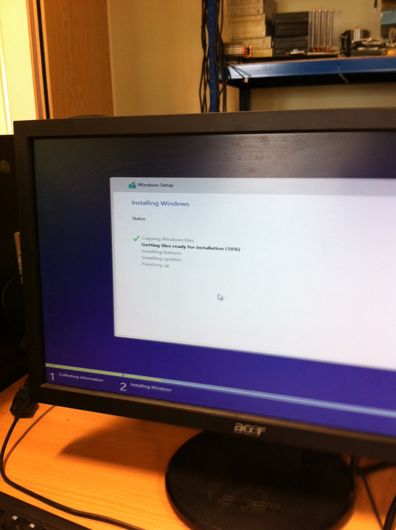 Windows Setup
Installing Windows
Status
Copying Windows files
Getting files ready for installation (10%)
Installing features
Installing updates
Finishing up
1 Collecting information
2 Installing Windows
acer
acer